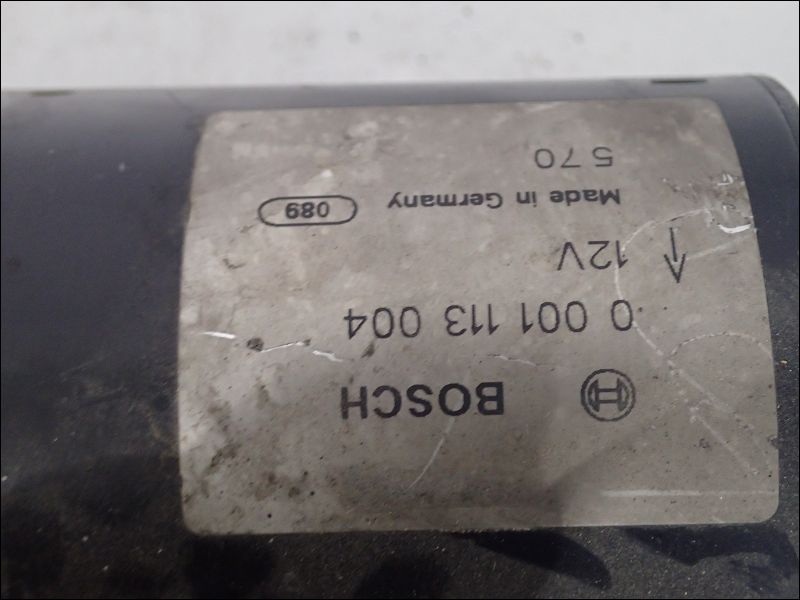 BOSCH
0 001 113 004
12V
Made in Germany 089
570